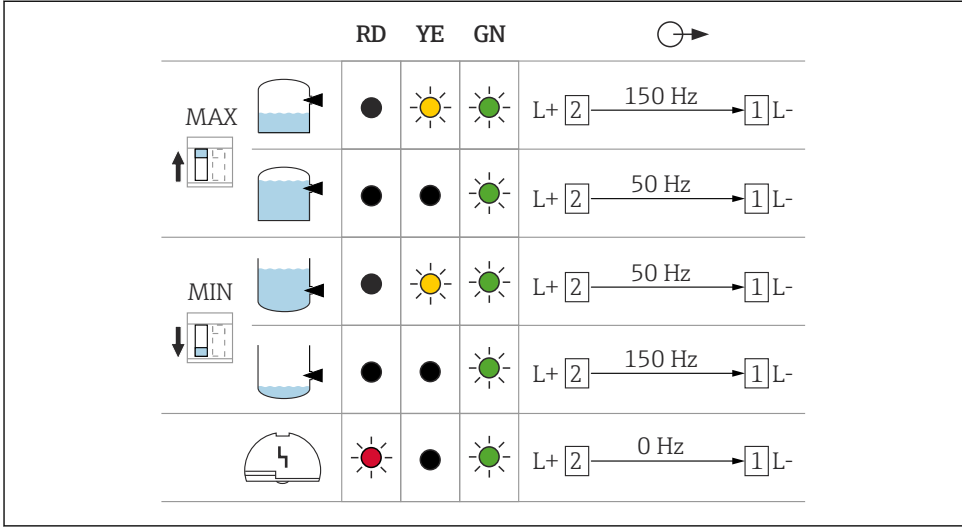 RD YE GN
MAX
L+ 2 150 Hz 1 L-
L+ 2 50 Hz 1 L-
MIN
L+ 2 50 Hz 1 L-
L+ 2 150 Hz 1 L-
L+ 2 0 Hz 1 L-